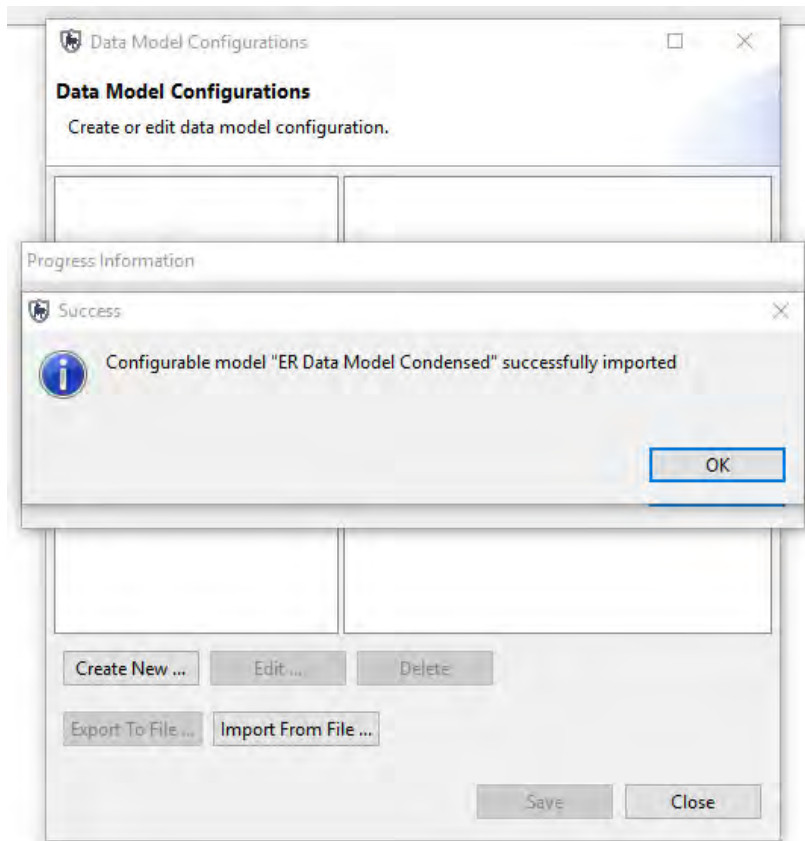 Data Model Configurations
Data Model Configurations
Create or edit data model configuration.
Progress Information
Success
Configurable model "ER Data Model Condensed" successfully imported
OK
Create New ...
Edit ...
Delete
Export To File ...
Import From File ...
Save
Close